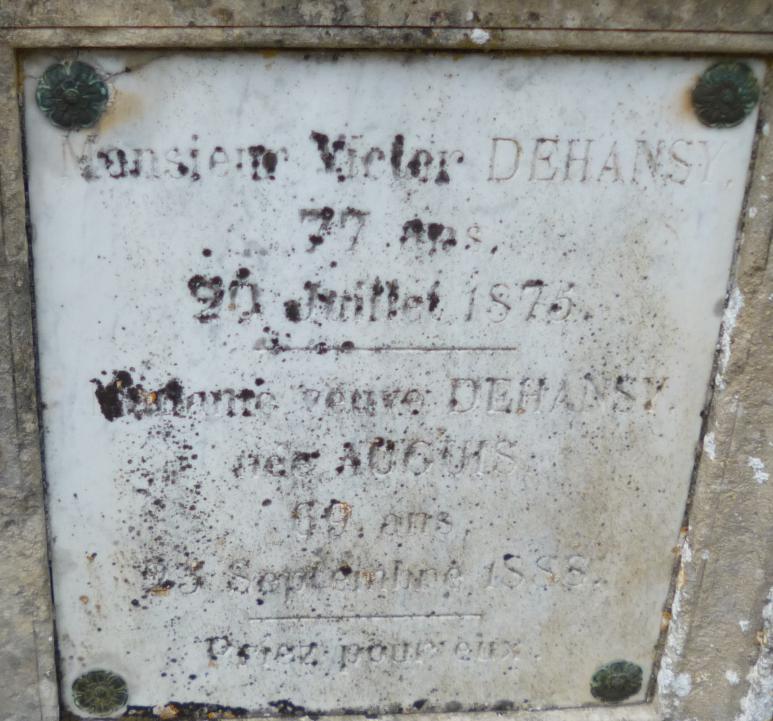 Monsieur Victor DEHANSY,
77 ans,
20 Juillet 1875.
Madame veuve DEHANSY
née AUGUIS,
69 ans,
23 Septembre 1888.
Priez pour eux.